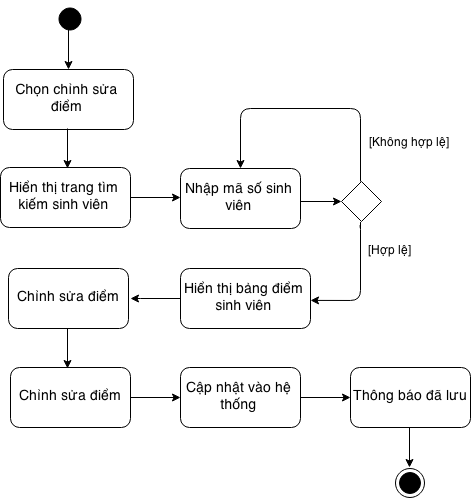 Chọn chỉnh sửa
điểm
Hiển thị trang tìm
kiếm sinh viên
Nhập mã số sinh
viên
[Không hợp lệ]
[Hợp lệ]
Hiển thị bảng điểm
sinh viên
Chỉnh sửa điểm
Chỉnh sửa điểm
Cập nhật vào hệ
thống
Thông báo đã lưu